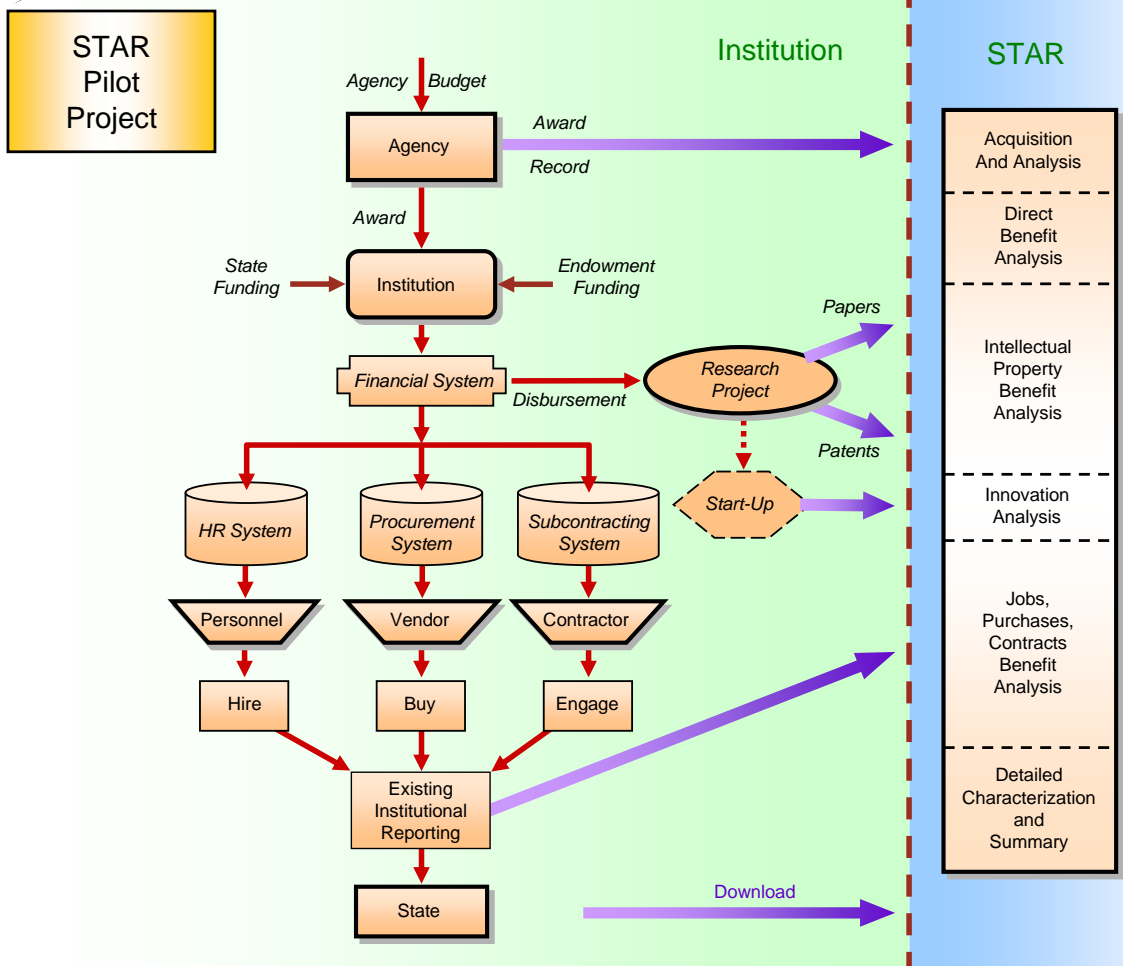 STAR
Pilot
Project
Institution
STAR
Agency Budget
Agency
Award
Record
Award
State
Funding
Institution
Endowment
Funding
Financial System
Disbursement
Research
Project
Papers
Patents
Start-Up
HR System
Procurement
System
Subcontracting
System
Personnel
Vendor
Contractor
Hire
Buy
Engage
Existing
Institutional
Reporting
State
Download
Acquisition
And Analysis
Direct
Benefit
Analysis
Intellectual
Property
Benefit
Analysis
Innovation
Analysis
Jobs,
Purchases,
Contracts
Benefit
Analysis
Detailed
Characterization
and
Summary